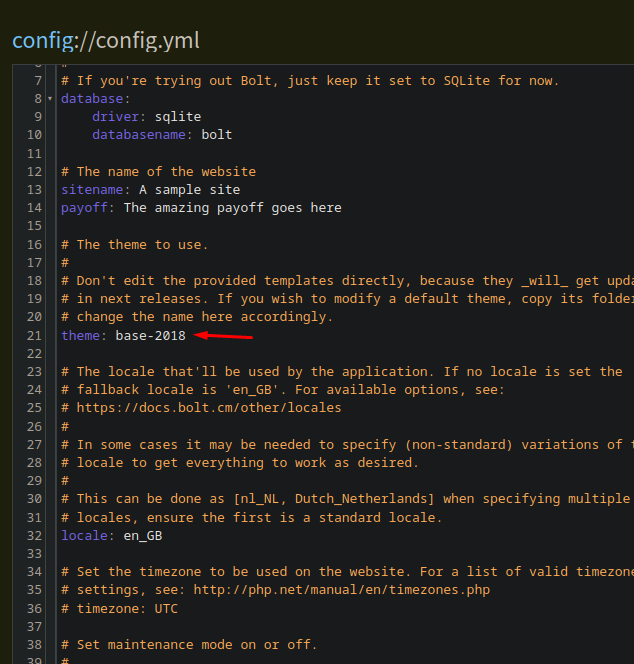 config://config.yml
6 #
7 # If you're trying out Bolt, just keep it set to SQLite for now.
8 database:
9 driver: sqlite
10 databasename: bolt
11
12 # The name of the website
13 sitename: A sample site
14 payoff: The amazing payoff goes here
15
16 # The theme to use.
17 #
18 # Don't edit the provided templates directly, because they _will_ get upda
19 # in next releases. If you wish to modify a default theme, copy its folder
20 # change the name here accordingly.
21 theme: base-2018
22
23 # The locale that'll be used by the application. If no locale is set the
24 # fallback locale is 'en_GB'. For available options, see:
25 # https://docs.bolt.cm/other/locales
26 #
27 # In some cases it may be needed to specify (non-standard) variations of t
28 # locale to get everything to work as desired.
29 #
30 # This can be done as [nl_NL, Dutch_Netherlands] when specifying multiple
31 # locales, ensure the first is a standard locale.
32 locale: en_GB
33
34 # Set the timezone to be used on the website. For a list of valid timezone
35 # settings, see: http://php.net/manual/en/timezones.php
36 # timezone: UTC
37
38 # Set maintenance mode on or off.
39 #